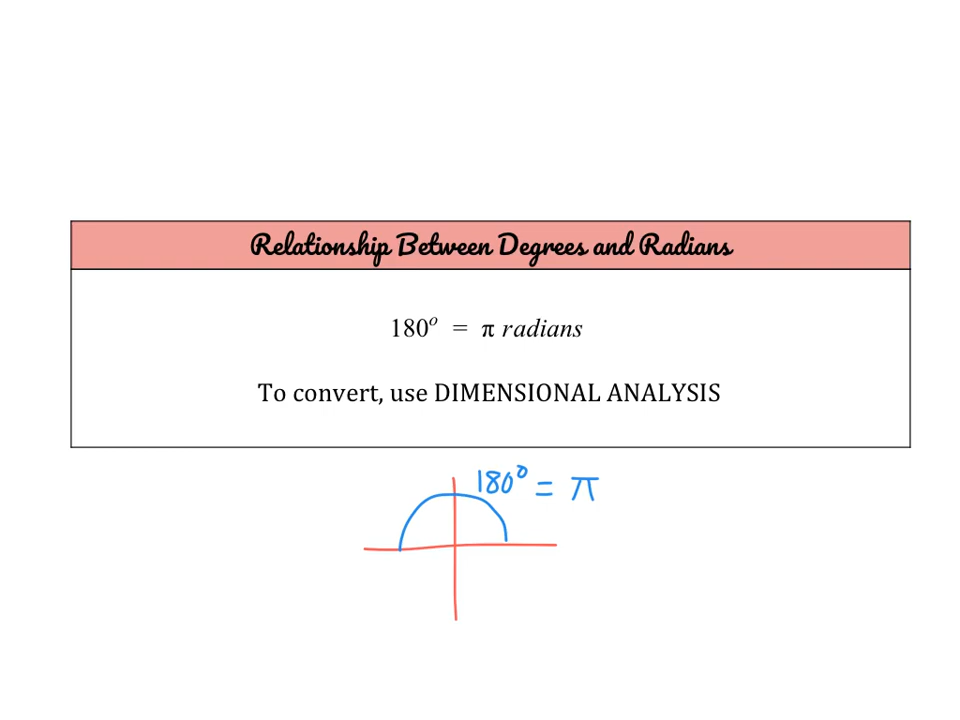 Relationship Between Degrees and Radians
180° = π radians
To convert, use DIMENSIONAL ANALYSIS
180° = π